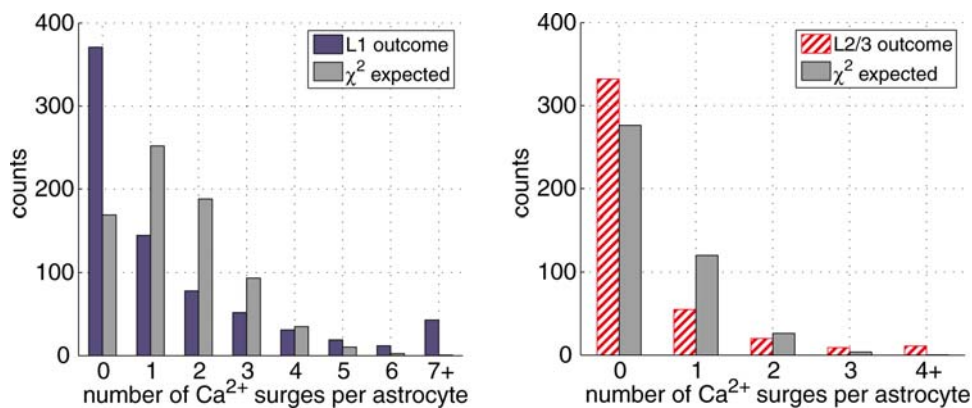 400
300
200
100
0
counts
L1 outcome
χ² expected
0 1 2 3 4 5 6 7+
number of Ca²⁺ surges per astrocyte
400
300
200
100
0
counts
L2/3 outcome
χ² expected
0 1 2 3 4+
number of Ca²⁺ surges per astrocyte